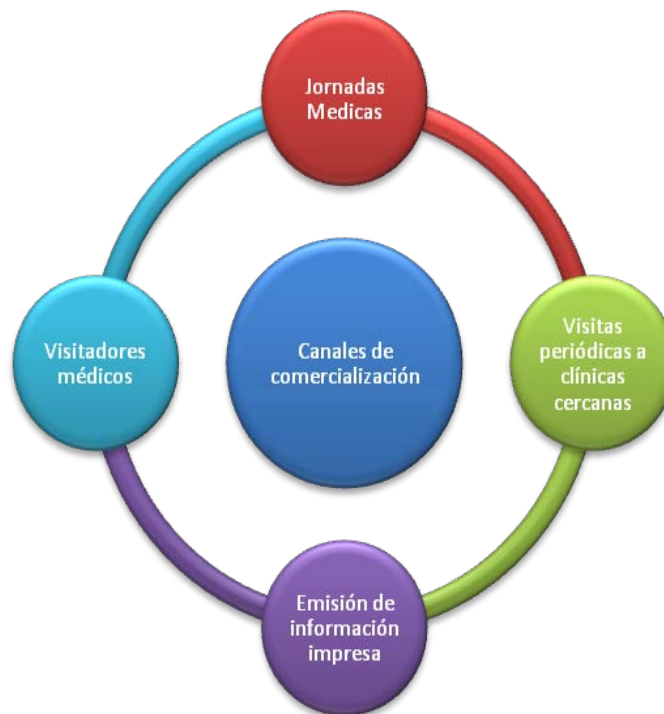 Jornadas
Medicas
Visitadores
médicos
Canales de
comercialización
Visitas
periódicas a
clínicas
cercanas
Emisión de
información
impresa